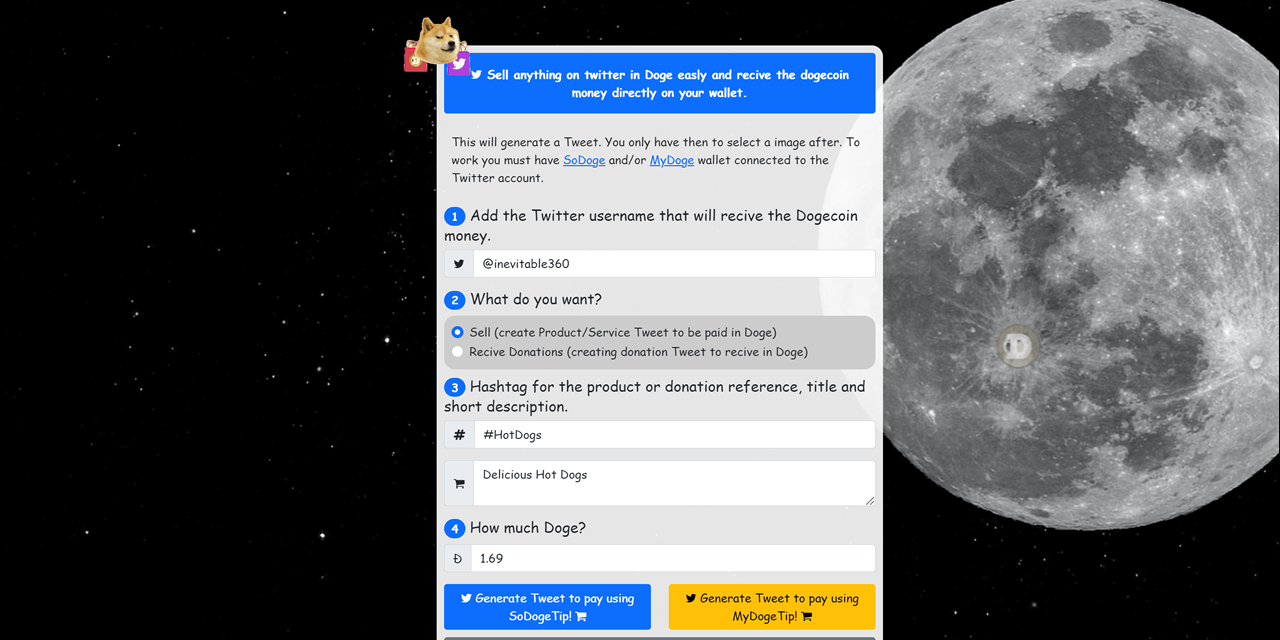 Sell anything on twitter in Doge easly and recive the dogecoin
money directly on your wallet.
This will generate a Tweet. You only have then to select a image after. To
work you must have SoDoge and/or MyDoge wallet connected to the
Twitter account.
1 Add the Twitter username that will recive the Dogecoin
money.
@inevitable360
2 What do you want?
Sell (create Product/Service Tweet to be paid in Doge)
Recive Donations (creating donation Tweet to recive in Doge)
3 Hashtag for the product or donation reference, title and
short description.
# #HotDogs
Delicious Hot Dogs
4 How much Doge?
Ð 1.69
Generate Tweet to pay using
SoDogeTip!
Generate Tweet to pay using
MyDogeTip!